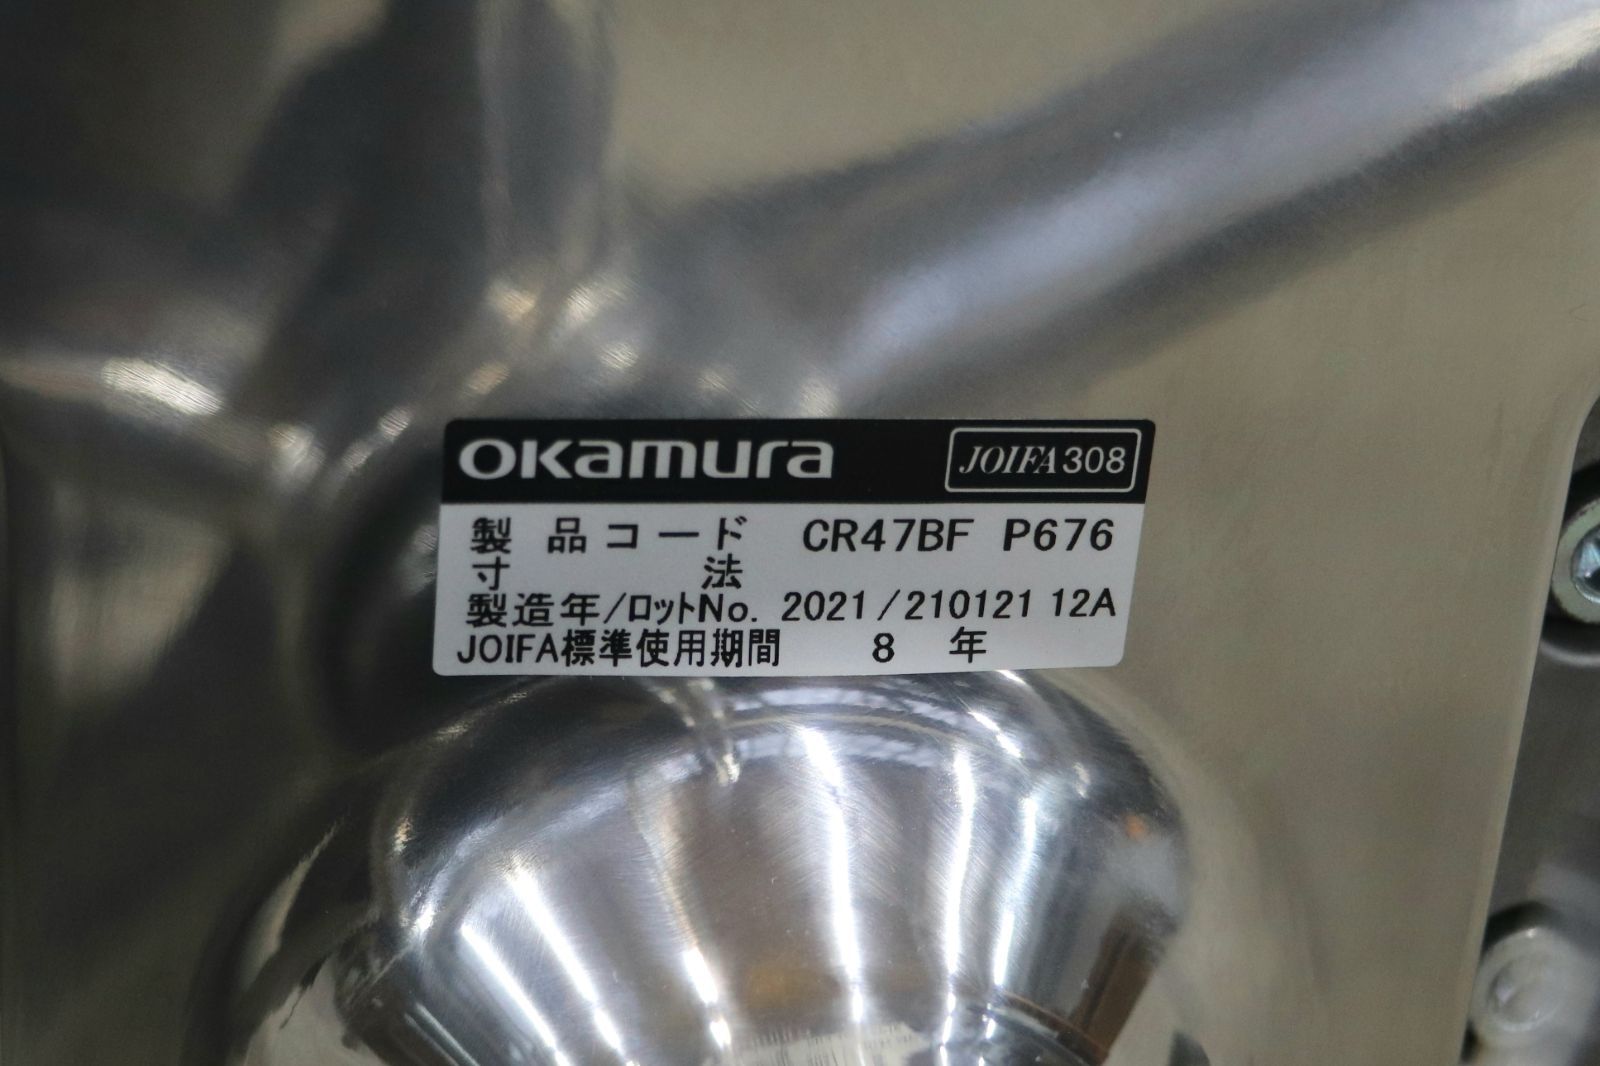 OKamura JOIFA308
製品コード CR47BF P676
寸法
製造年/ロットNo. 2021/210121 12A
JOIFA標準使用期間 8年